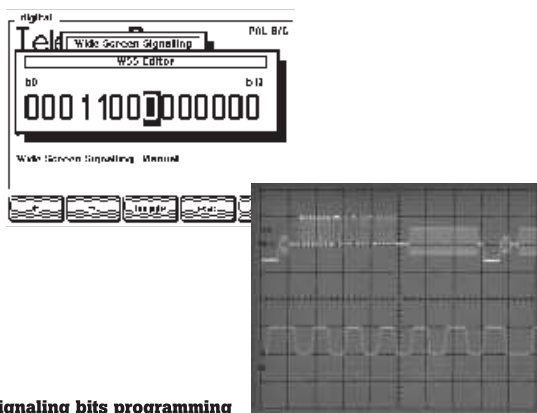 digital
PAL B/G
Wide Screen Signalling
WSS Editor
b0 b13
00011000000000
Wide Screen Signalling Manual
ignaling bits programming